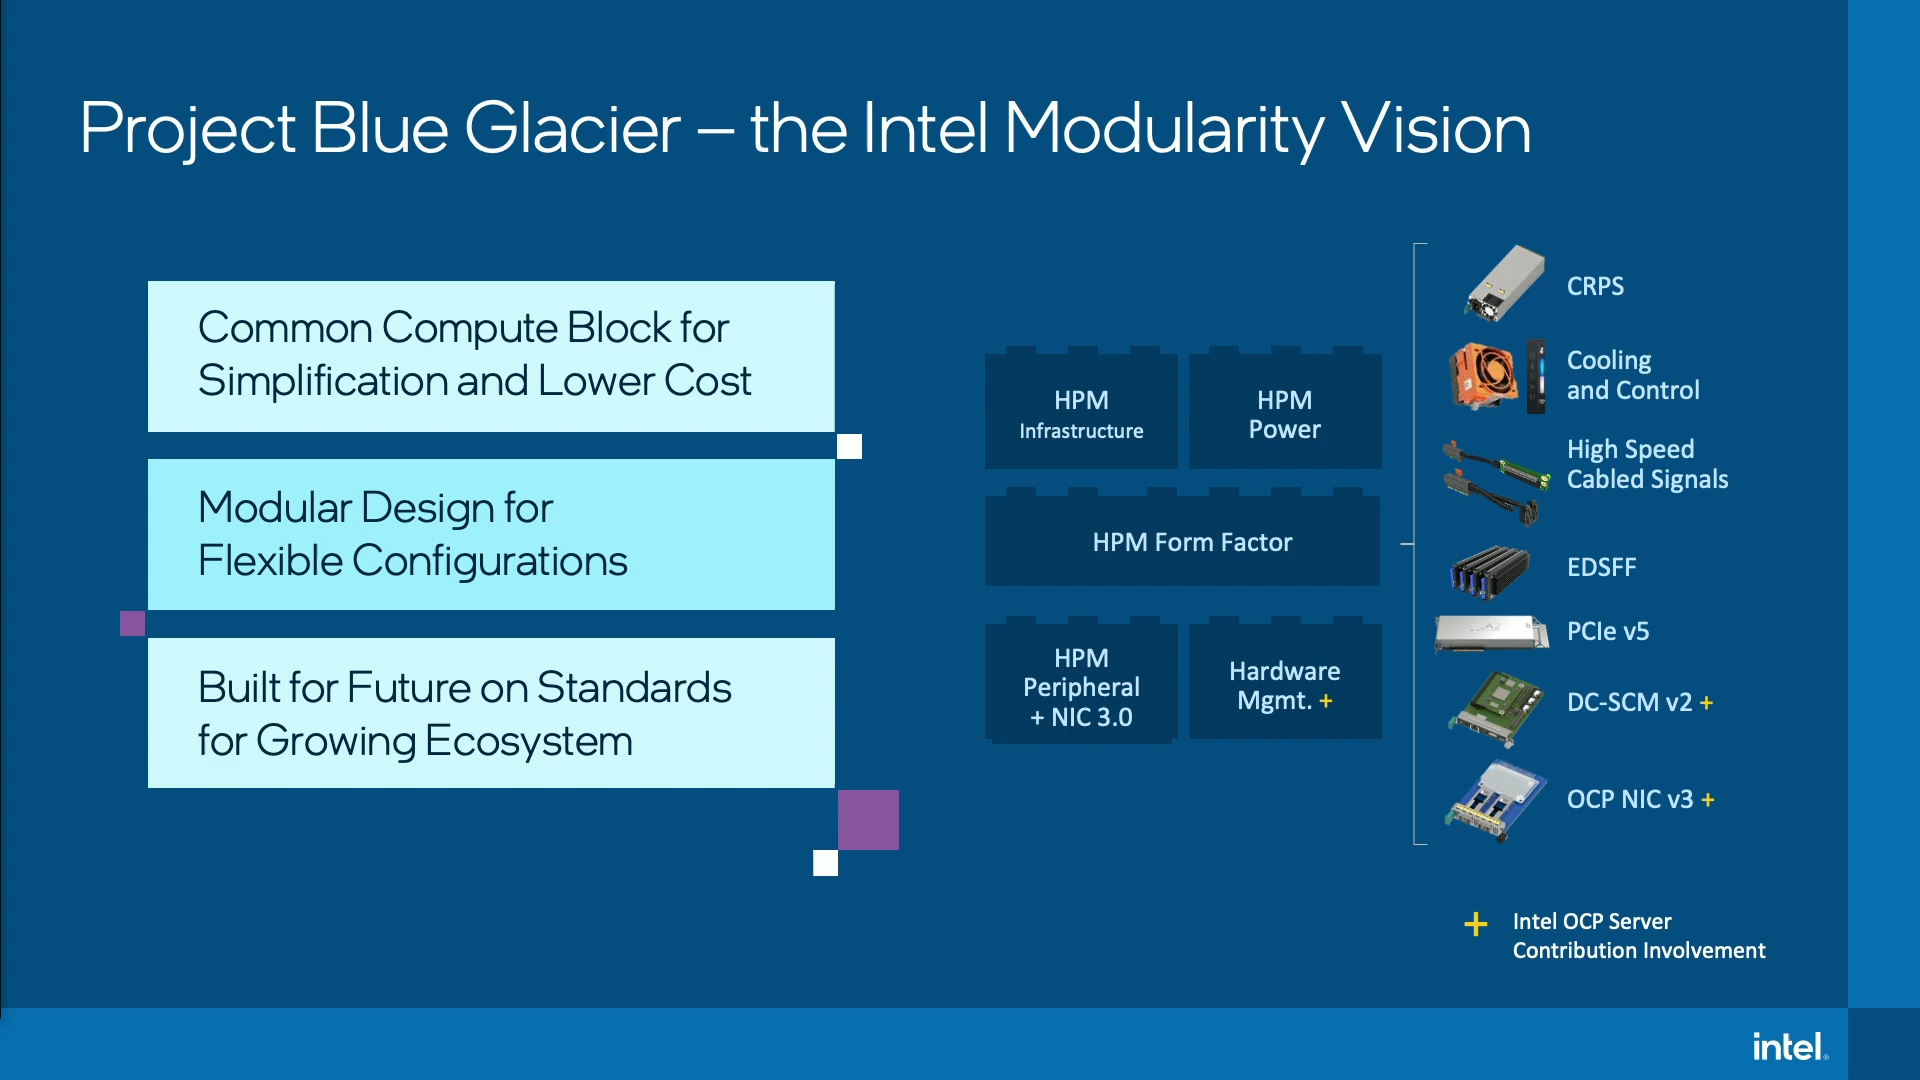 Project Blue Glacier – the Intel Modularity Vision
Common Compute Block for
Simplification and Lower Cost
Modular Design for
Flexible Configurations
Built for Future on Standards
for Growing Ecosystem
HPM
Infrastructure
HPM
Power
HPM Form Factor
HPM
Peripheral
+ NIC 3.0
Hardware
Mgmt. +
CRPS
Cooling
and Control
High Speed
Cabled Signals
EDSFF
PCIe v5
DC-SCM v2 +
OCP NIC v3 +
+ Intel OCP Server
Contribution Involvement
intel.